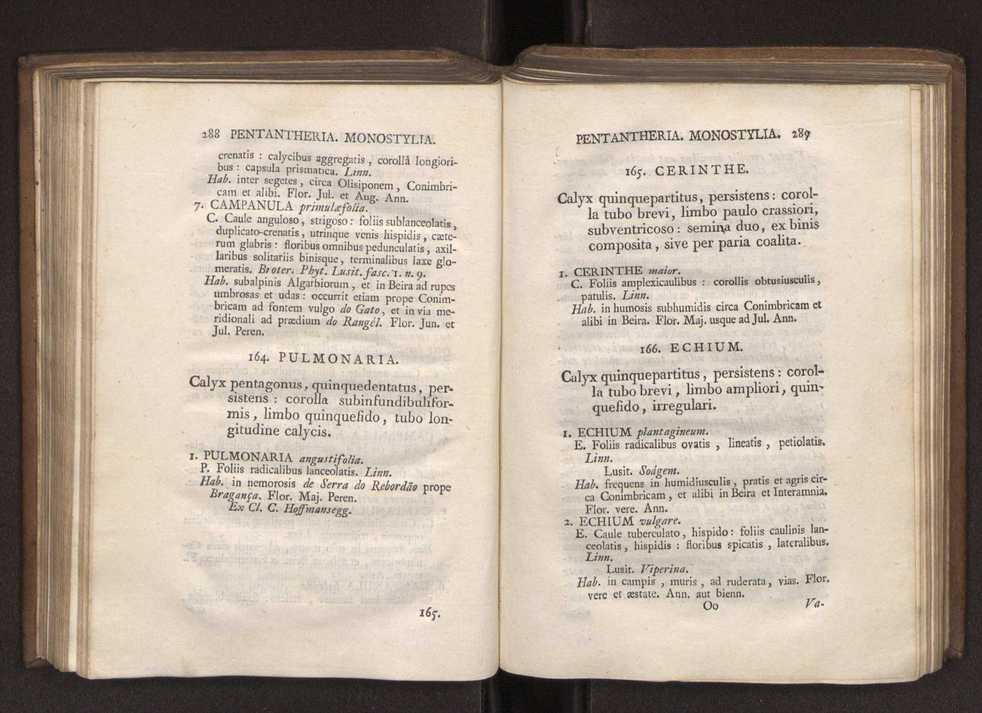 288 PENTANTHERIA. MONOSTYLIA.
crenatis : calycibus aggregatis , corollâ longiori-
bus : capsula prismatica. Linn.
Hab. inter segetes , circa Olisiponem , Conimbri-
cam et alibi. Flor. Jul. et Aug. Ann.
7. CAMPANULA primulæfolia.
C. Caule anguloso , strigoso : foliis sublanceolatis ,
duplicato-crenatis , utrinque venis hispidis , cæte-
rum glabris : floribus omnibus pedunculatis , axil-
laribus solitariis binisque, terminalibus laxe glo-
meratis. Broter. Phyt. Lusit. fasc. 1. n. 9.
Hab. subalpinis Algarbiorum , et in Beira ad rupes
umbrosas et udas : occurrit etiam prope Conim-
bricam ad fontem vulgo do Gato , et in via me-
ridionali ad prædium do Rangél. Flor. Jun. et
Jul. Peren.
164. PULMONARIA.
Calyx pentagonus, quinquedentatus, per-
sistens : corolla subinfundibulifor-
mis , limbo quinquefido , tubo lon-
gitudine calycis.
1. PULMONARIA angustifolia.
P. Foliis radicalibus lanceolatis. Linn.
Hab. in nemorosis de Serra do Rebordão prope
Bragança. Flor. Maj. Peren.
Ex Cl. C. Hoffmansegg.
165.
PENTANTHERIA. MONOSTYLIA. 289
165. CERINTHE.
Calyx quinquepartitus, persistens : corol-
la tubo brevi, limbo paulo crassiori,
subventricoso : semina duo, ex binis
composita , sive per paria coalita.
1. CERINTHE maior.
C. Foliis amplexicaulibus : corollis obtusiusculis ,
patulis. Linn.
Hab. in humosis subhumidis circa Conimbricam et
alibi in Beira. Flor. Maj. usque ad Jul. Ann.
166. ECHIUM.
Calyx quinquepartitus, persistens : corol-
la tubo brevi , limbo ampliori, quin-
quefido , irregulari.
1. ECHIUM plantagineum.
E. Foliis radicalibus ovatis , lineatis , petiolatis.
Linn.
Lusit. Soágem.
Hab. frequens in humidiusculis , pratis et agris cir-
ca Conimbricam , et alibi in Beira et Interamnia.
Flor. vere. Ann.
2. ECHIUM vulgare.
E. Caule tuberculato , hispido : foliis caulinis lan-
ceolatis , hispidis : floribus spicatis , lateralibus.
Linn.
Lusit. Viperina.
Hab. in campis , muris , ad ruderata , vias. Flor.
vere et æstate. Ann. aut bienn.
Oo Va-